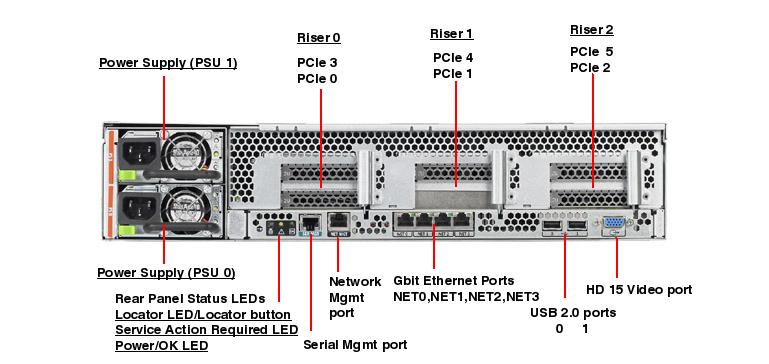 Riser 0
Riser 1
Riser 2
PCIe 3
PCIe 0
PCIe 4
PCIe 1
PCIe 5
PCIe 2
Power Supply (PSU 1)
Power Supply (PSU 0)
Rear Panel Status LEDs
Locator LED/Locator button
Service Action Required LED
Power/OK LED
Serial Mgmt port
Network
Mgmt
port
Gbit Ethernet Ports
NET0,NET1,NET2,NET3
USB 2.0 ports
0 1
HD 15 Video port
NET MGT